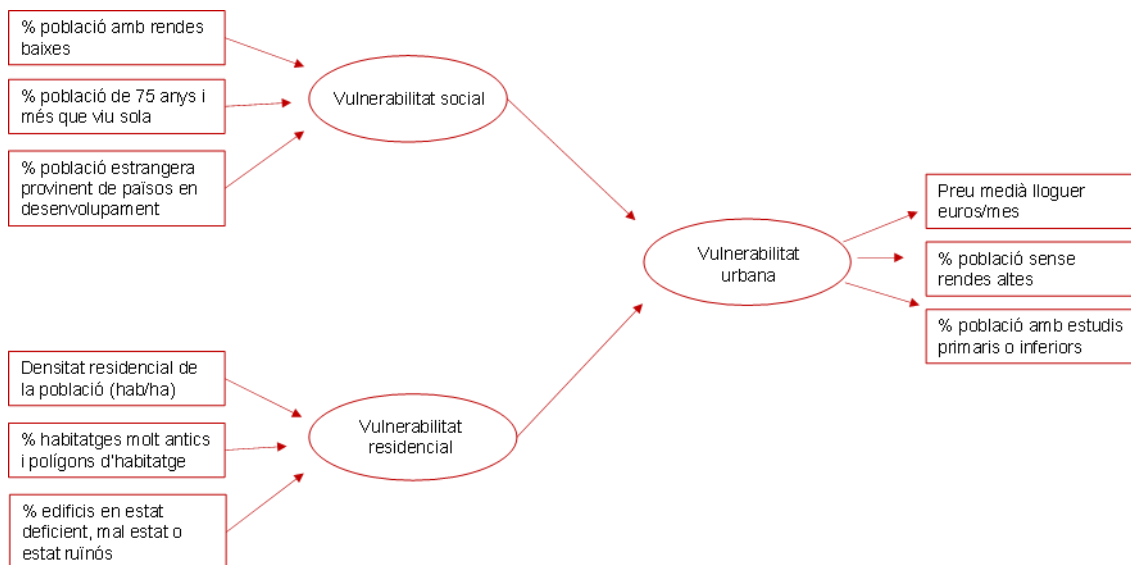 % població amb rendes
baixes
% població de 75 anys i
més que viu sola
% població estrangera
provinent de països en
desenvolupament
Vulnerabilitat social
Densitat residencial de
la població (hab/ha)
% habitatges molt antics
i polígons d'habitatge
% edificis en estat
deficient, mal estat o
estat ruïnós
Vulnerabilitat
residencial
Vulnerabilitat
urbana
Preu medià lloguer
euros/mes
% població sense
rendes altes
% població amb estudis
primaris o inferiors